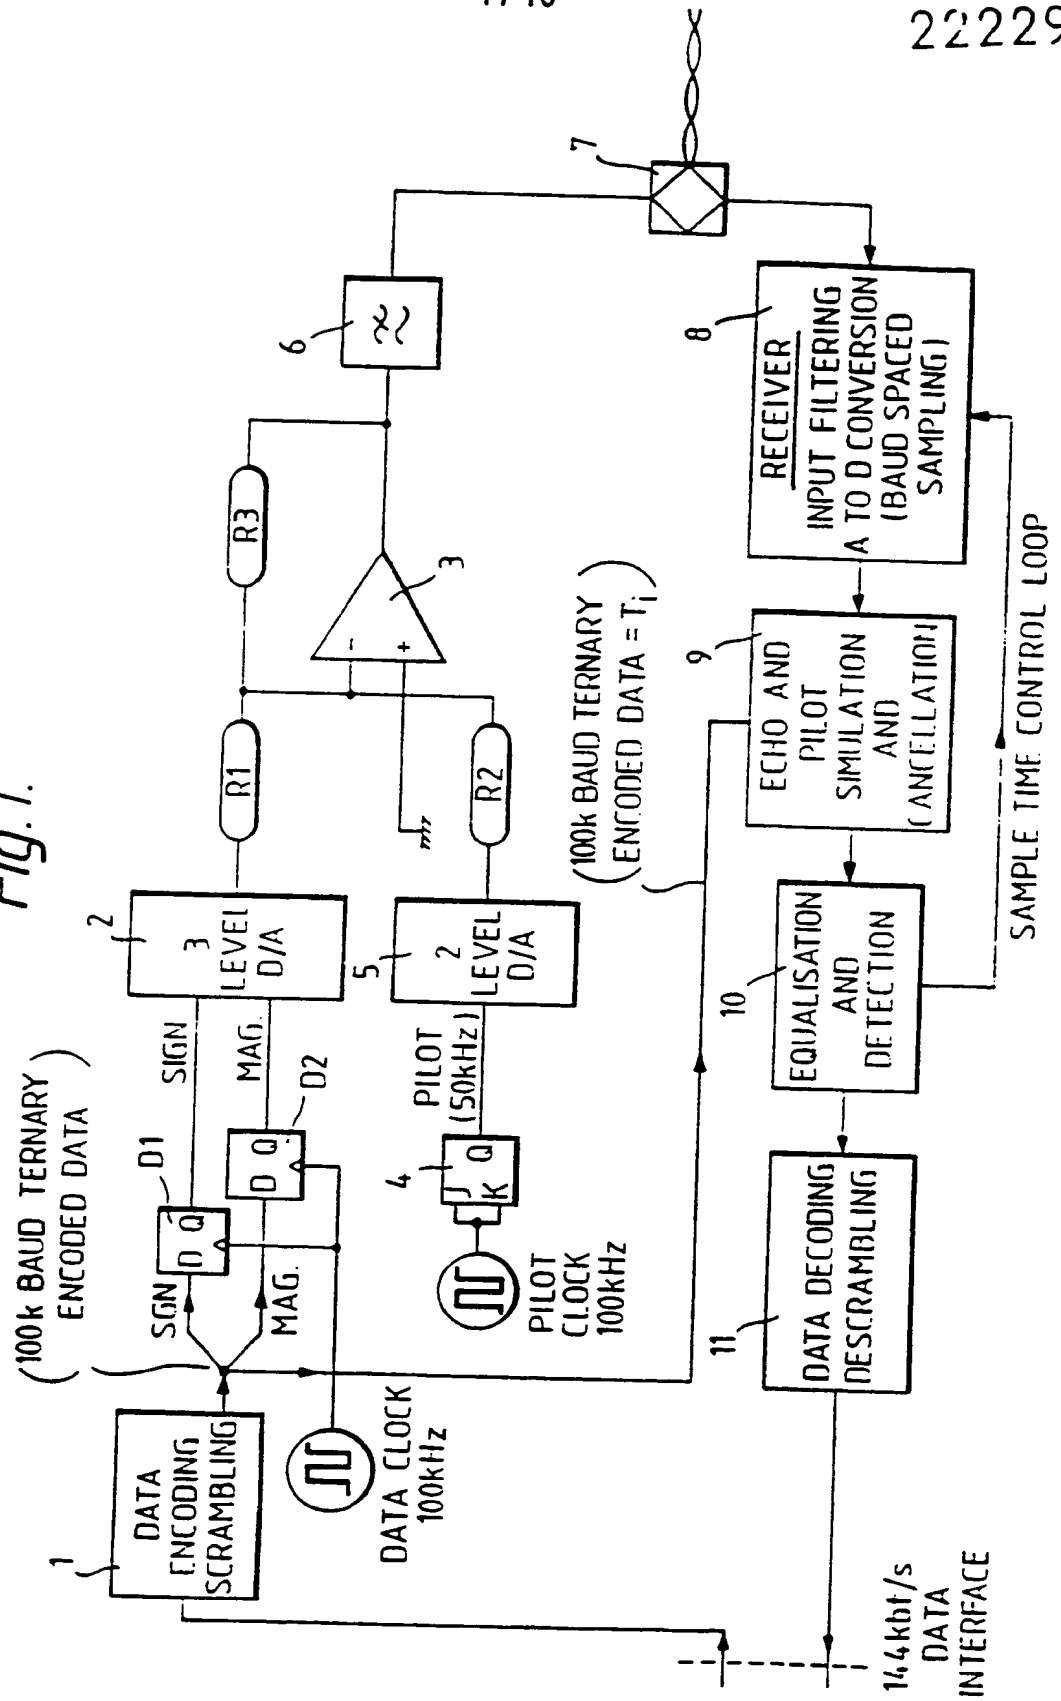 22229
Fig. 1.
1
DATA
ENCODING
SCRAMBLING
(100k BAUD TERNARY
ENCODED DATA)
SGN
MAG.
D1
D Q
D2
D Q
SIGN
MAG.
2
3
LEVEL
D/A
R1
R3
-
+
3
6
7
DATA CLOCK
100kHz
PILOT
CLOCK
100kHz
4
J
K
Q
PILOT
(50kHz)
5
2
LEVEL
D/A
R2
(100k BAUD TERNARY
ENCODED DATA = Ti)
8
RECEIVER
INPUT FILTERING
A TO D CONVERSION
(BAUD SPACED
SAMPLING)
9
ECHO AND
PILOT
SIMULATION
AND
CANCELLATION
10
EQUALISATION
AND
DETECTION
SAMPLE TIME CONTROL LOOP
11
DATA DECODING
DESCRAMBLING
144kbt/s
DATA
INTERFACE